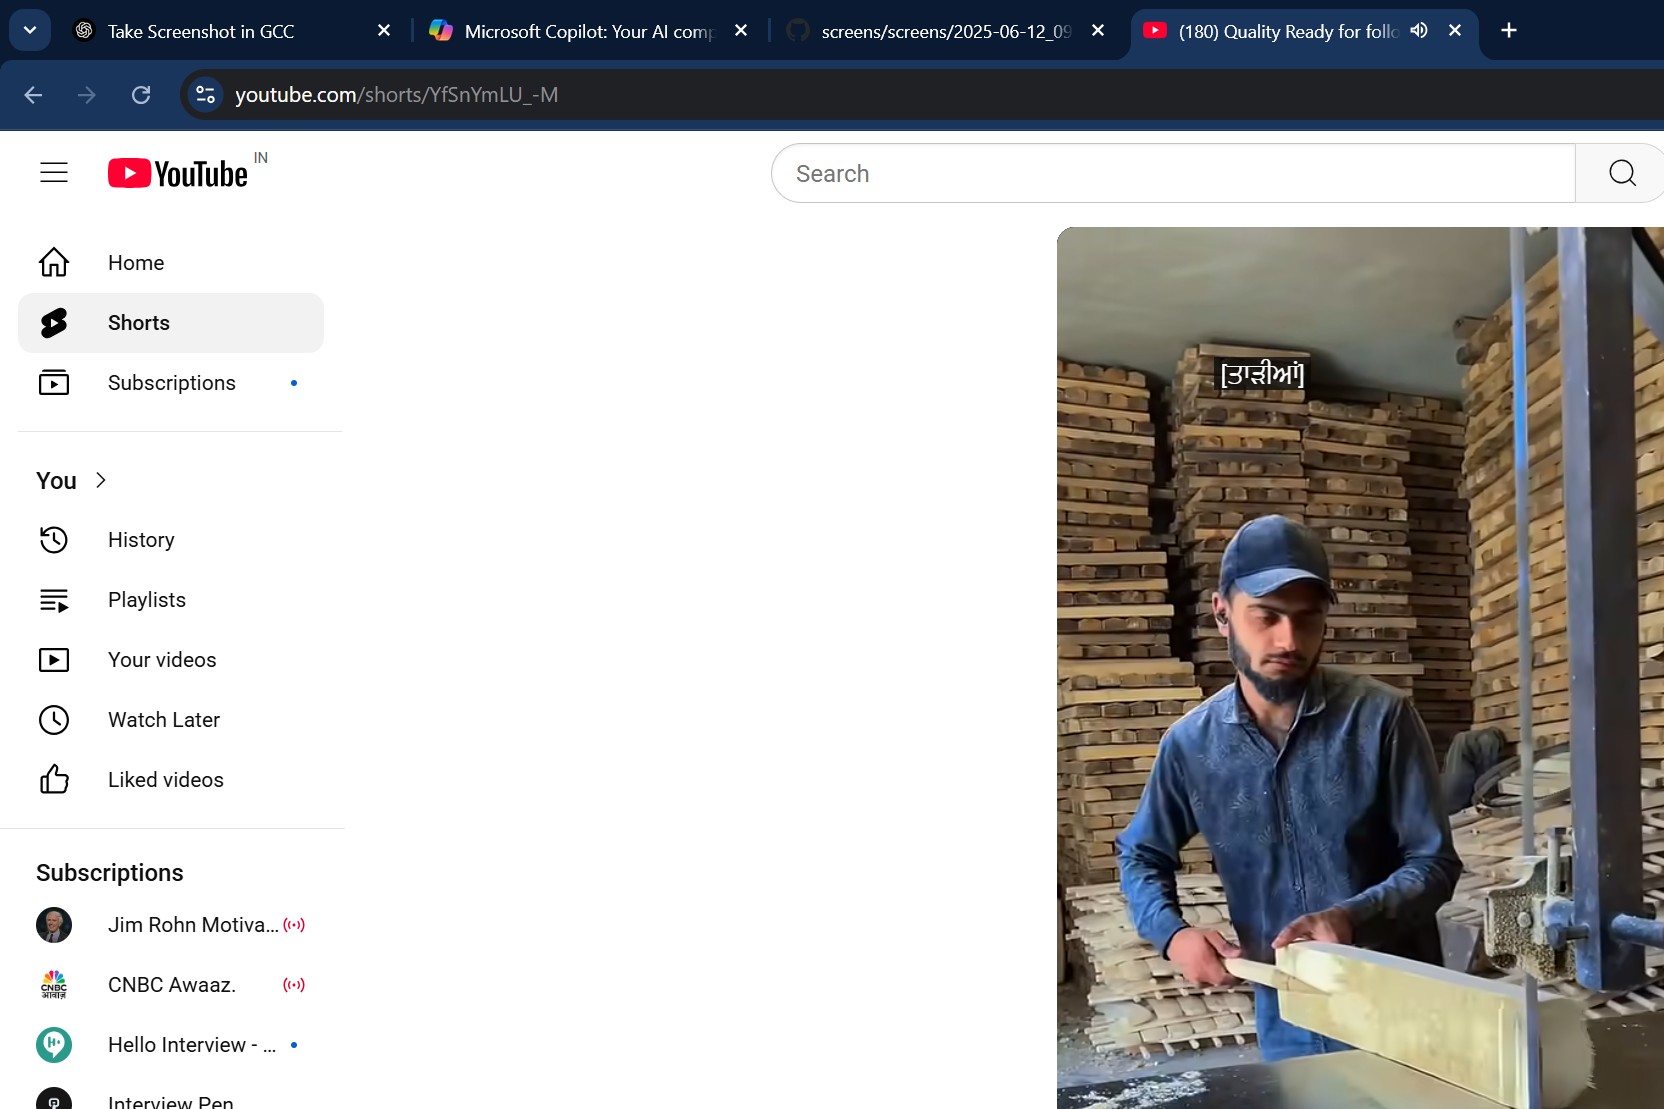 Take Screenshot in GCC
Microsoft Copilot: Your AI comp
screens/screens/2025-06-12_09
(180) Quality Ready for follo
youtube.com/shorts/YfSnYmLU_-M
YouTube IN
Search
Home
Shorts
Subscriptions
You
History
Playlists
Your videos
Watch Later
Liked videos
Subscriptions
Jim Rohn Motiva...
CNBC Awaaz.
CNBC
आवाज़
Hello Interview - ...
Interview Pen
[ਤਾੜੀਆਂ]